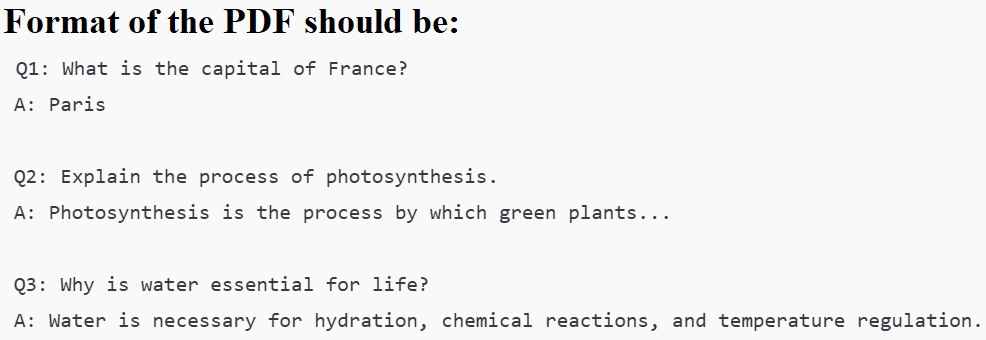 Format of the PDF should be:
Q1: What is the capital of France?
A: Paris
Q2: Explain the process of photosynthesis.
A: Photosynthesis is the process by which green plants...
Q3: Why is water essential for life?
A: Water is necessary for hydration, chemical reactions, and temperature regulation.